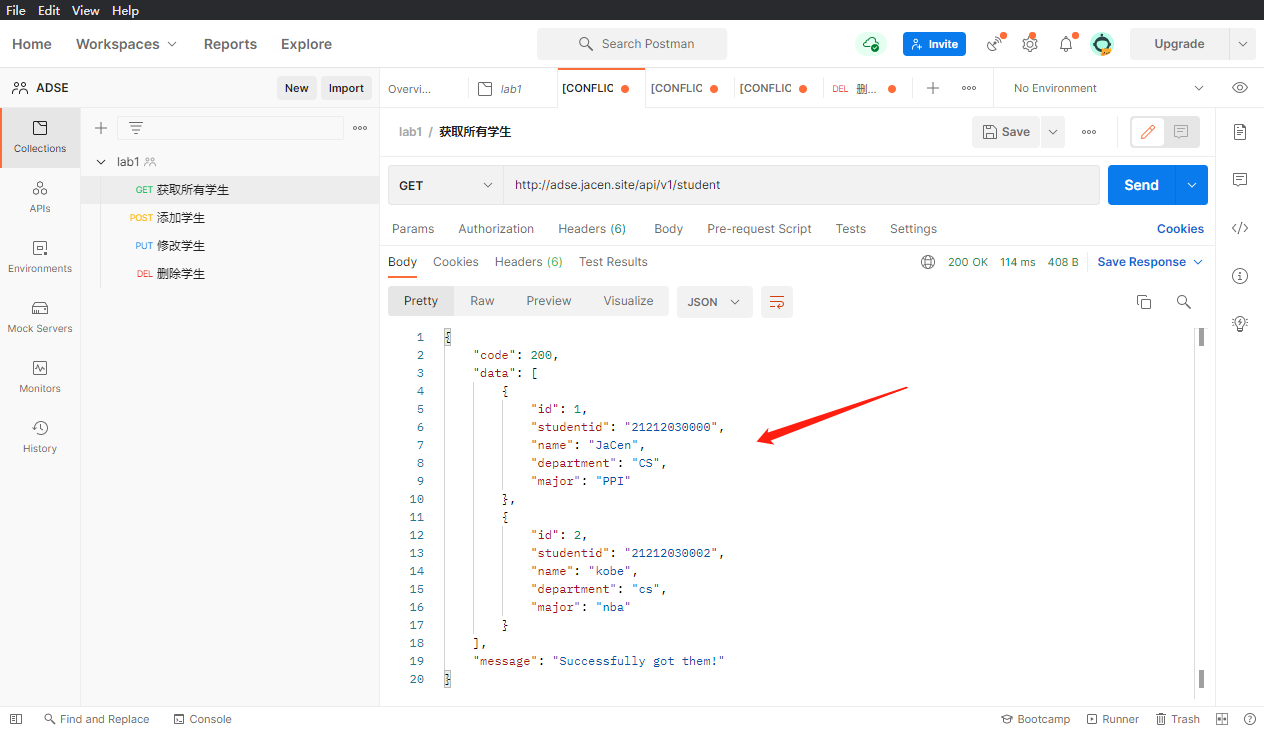 File Edit View Help
Home Workspaces Reports Explore Search Postman Invite Upgrade
ADSE New Import Overvi... lab1 [CONFLIC [CONFLIC [CONFLIC DEL 删... No Environment
lab1 / 获取所有学生 Save
Collections
APIs
Environments
Mock Servers
Monitors
History
lab1
GET 获取所有学生
POST 添加学生
PUT 修改学生
DEL 删除学生
GET http://adse.jacen.site/api/v1/student Send
Params Authorization Headers (6) Body Pre-request Script Tests Settings Cookies
Body Cookies Headers (6) Test Results 200 OK 114 ms 408 B Save Response
Pretty Raw Preview Visualize JSON
1 {
2 "code": 200,
3 "data": [
4 {
5 "id": 1,
6 "studentid": "21212030000",
7 "name": "JaCen",
8 "department": "CS",
9 "major": "PPI"
10 },
11 {
12 "id": 2,
13 "studentid": "21212030002",
14 "name": "kobe",
15 "department": "cs",
16 "major": "nba"
17 }
18 ],
19 "message": "Successfully got them!"
20 }
Find and Replace Console Bootcamp Runner Trash